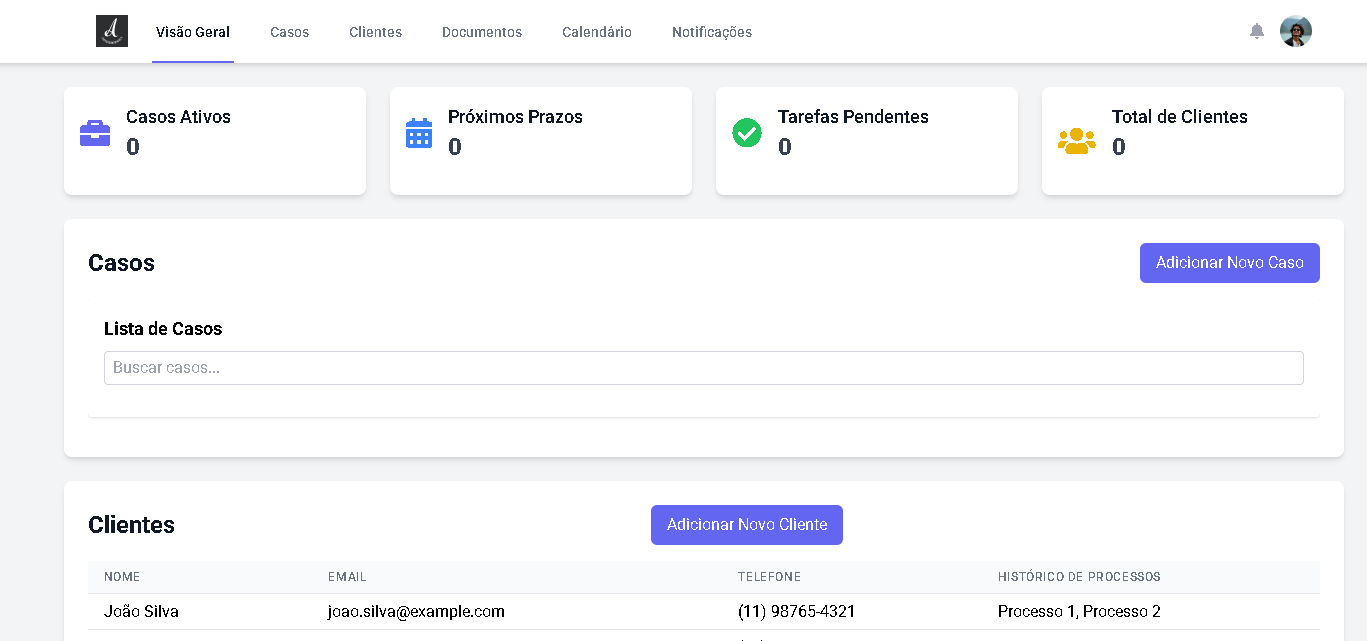 Visão Geral Casos Clientes Documentos Calendário Notificações
Casos Ativos
0
Próximos Prazos
0
Tarefas Pendentes
0
Total de Clientes
0
Casos
Adicionar Novo Caso
Lista de Casos
Buscar casos...
Clientes
Adicionar Novo Cliente
NOME EMAIL TELEFONE HISTÓRICO DE PROCESSOS
João Silva joao.silva@example.com (11) 98765-4321 Processo 1, Processo 2